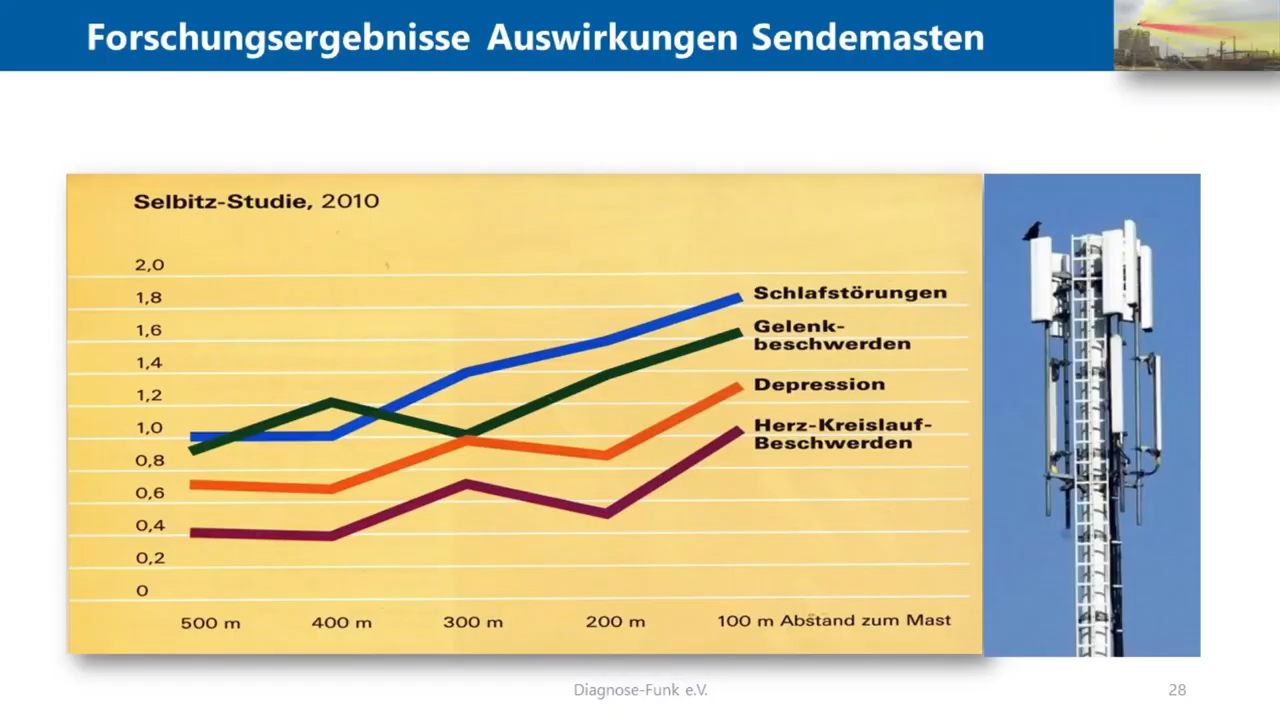 Forschungsergebnisse Auswirkungen Sendemasten
Selbitz-Studie, 2010
2,0
1,8
1,6
1,4
1,2
1,0
0,8
0,6
0,4
0,2
0
Schlafstörungen
Gelenk-
beschwerden
Depression
Herz-Kreislauf-
Beschwerden
500 m 400 m 300 m 200 m 100 m Abstand zum Mast
Diagnose-Funk e.V.
28